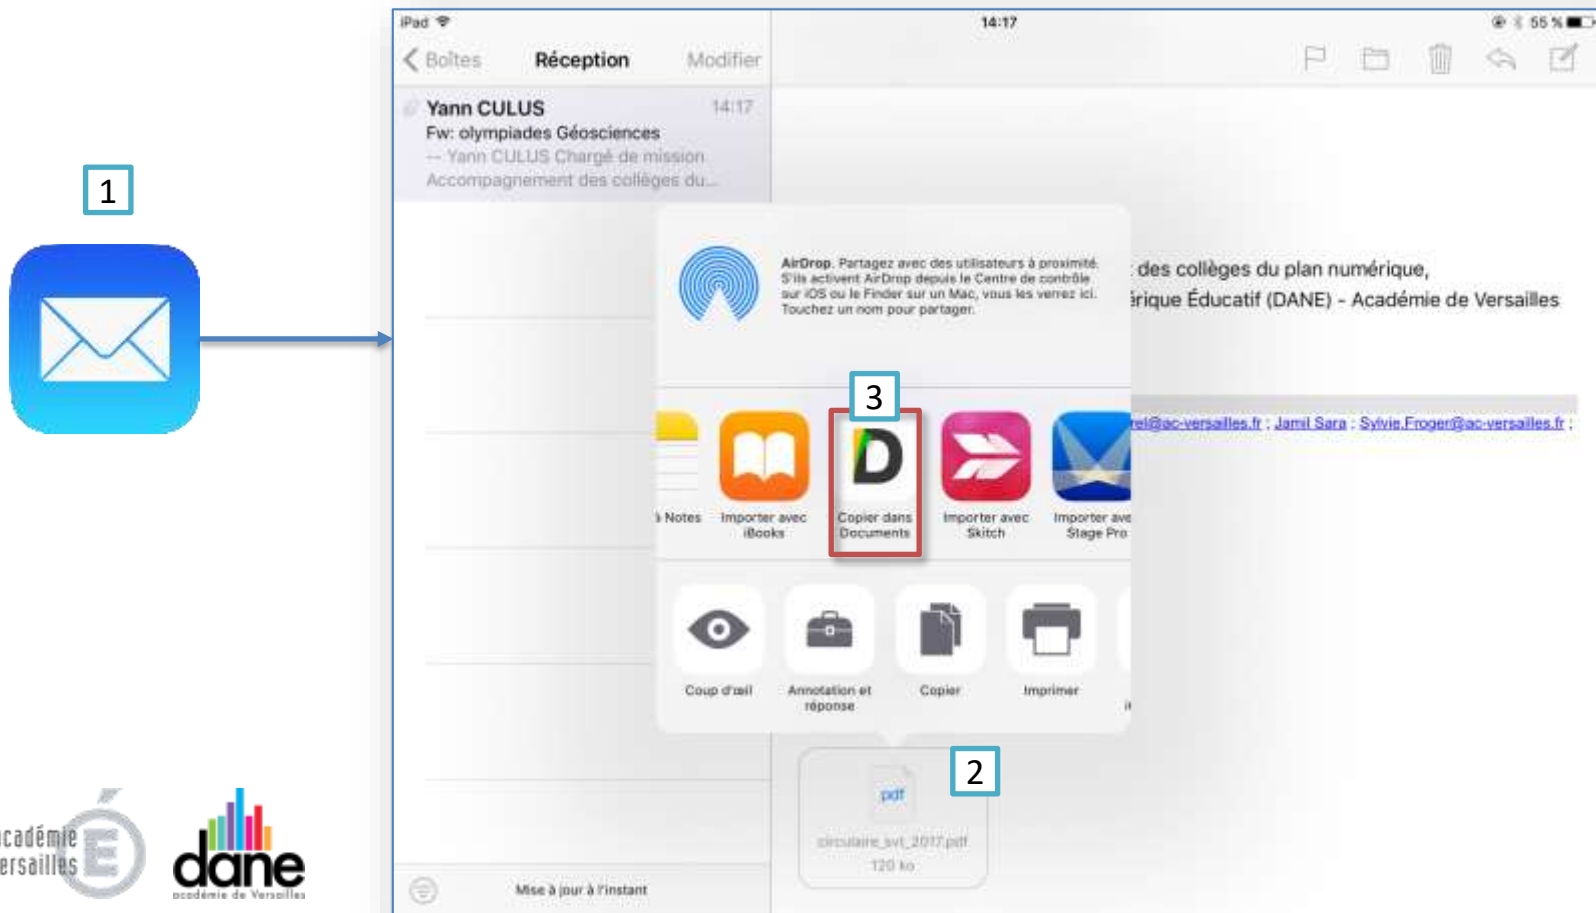 iPad
14:17
55 %
Boîtes
Réception
Modifier
Yann CULUS
14:17
Fw: olympiades Géosciences
-- Yann CULUS Chargé de mission
Accompagnement des collèges du...
1
AirDrop. Partagez avec des utilisateurs à proximité.
S'ils activent AirDrop depuis le Centre de contrôle
sur iOS ou le Finder sur un Mac, vous les verrez ici.
Touchez un nom pour partager.
des collèges du plan numérique,
érique Éducatif (DANE) - Académie de Versailles
rel@ac-versailles.fr ; Jamil Sara ; Sylvie.Froger@ac-versailles.fr ;
3
D
à Notes
Importer avec
iBooks
Copier dans
Documents
Importer avec
Skitch
Importer ave
Stage Pro
Coup d'œil
Annotation et
réponse
Copier
Imprimer
2
pdf
circulaire_svt_2017.pdf
120 ko
Mise à jour à l'instant
académie
ersailles
É
dane
académie de Versailles